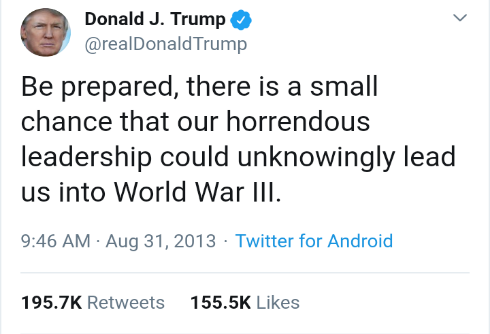 Donald J. Trump
@realDonaldTrump
Be prepared, there is a small
chance that our horrendous
leadership could unknowingly lead
us into World War III.
9:46 AM · Aug 31, 2013 · Twitter for Android
195.7K Retweets 155.5K Likes